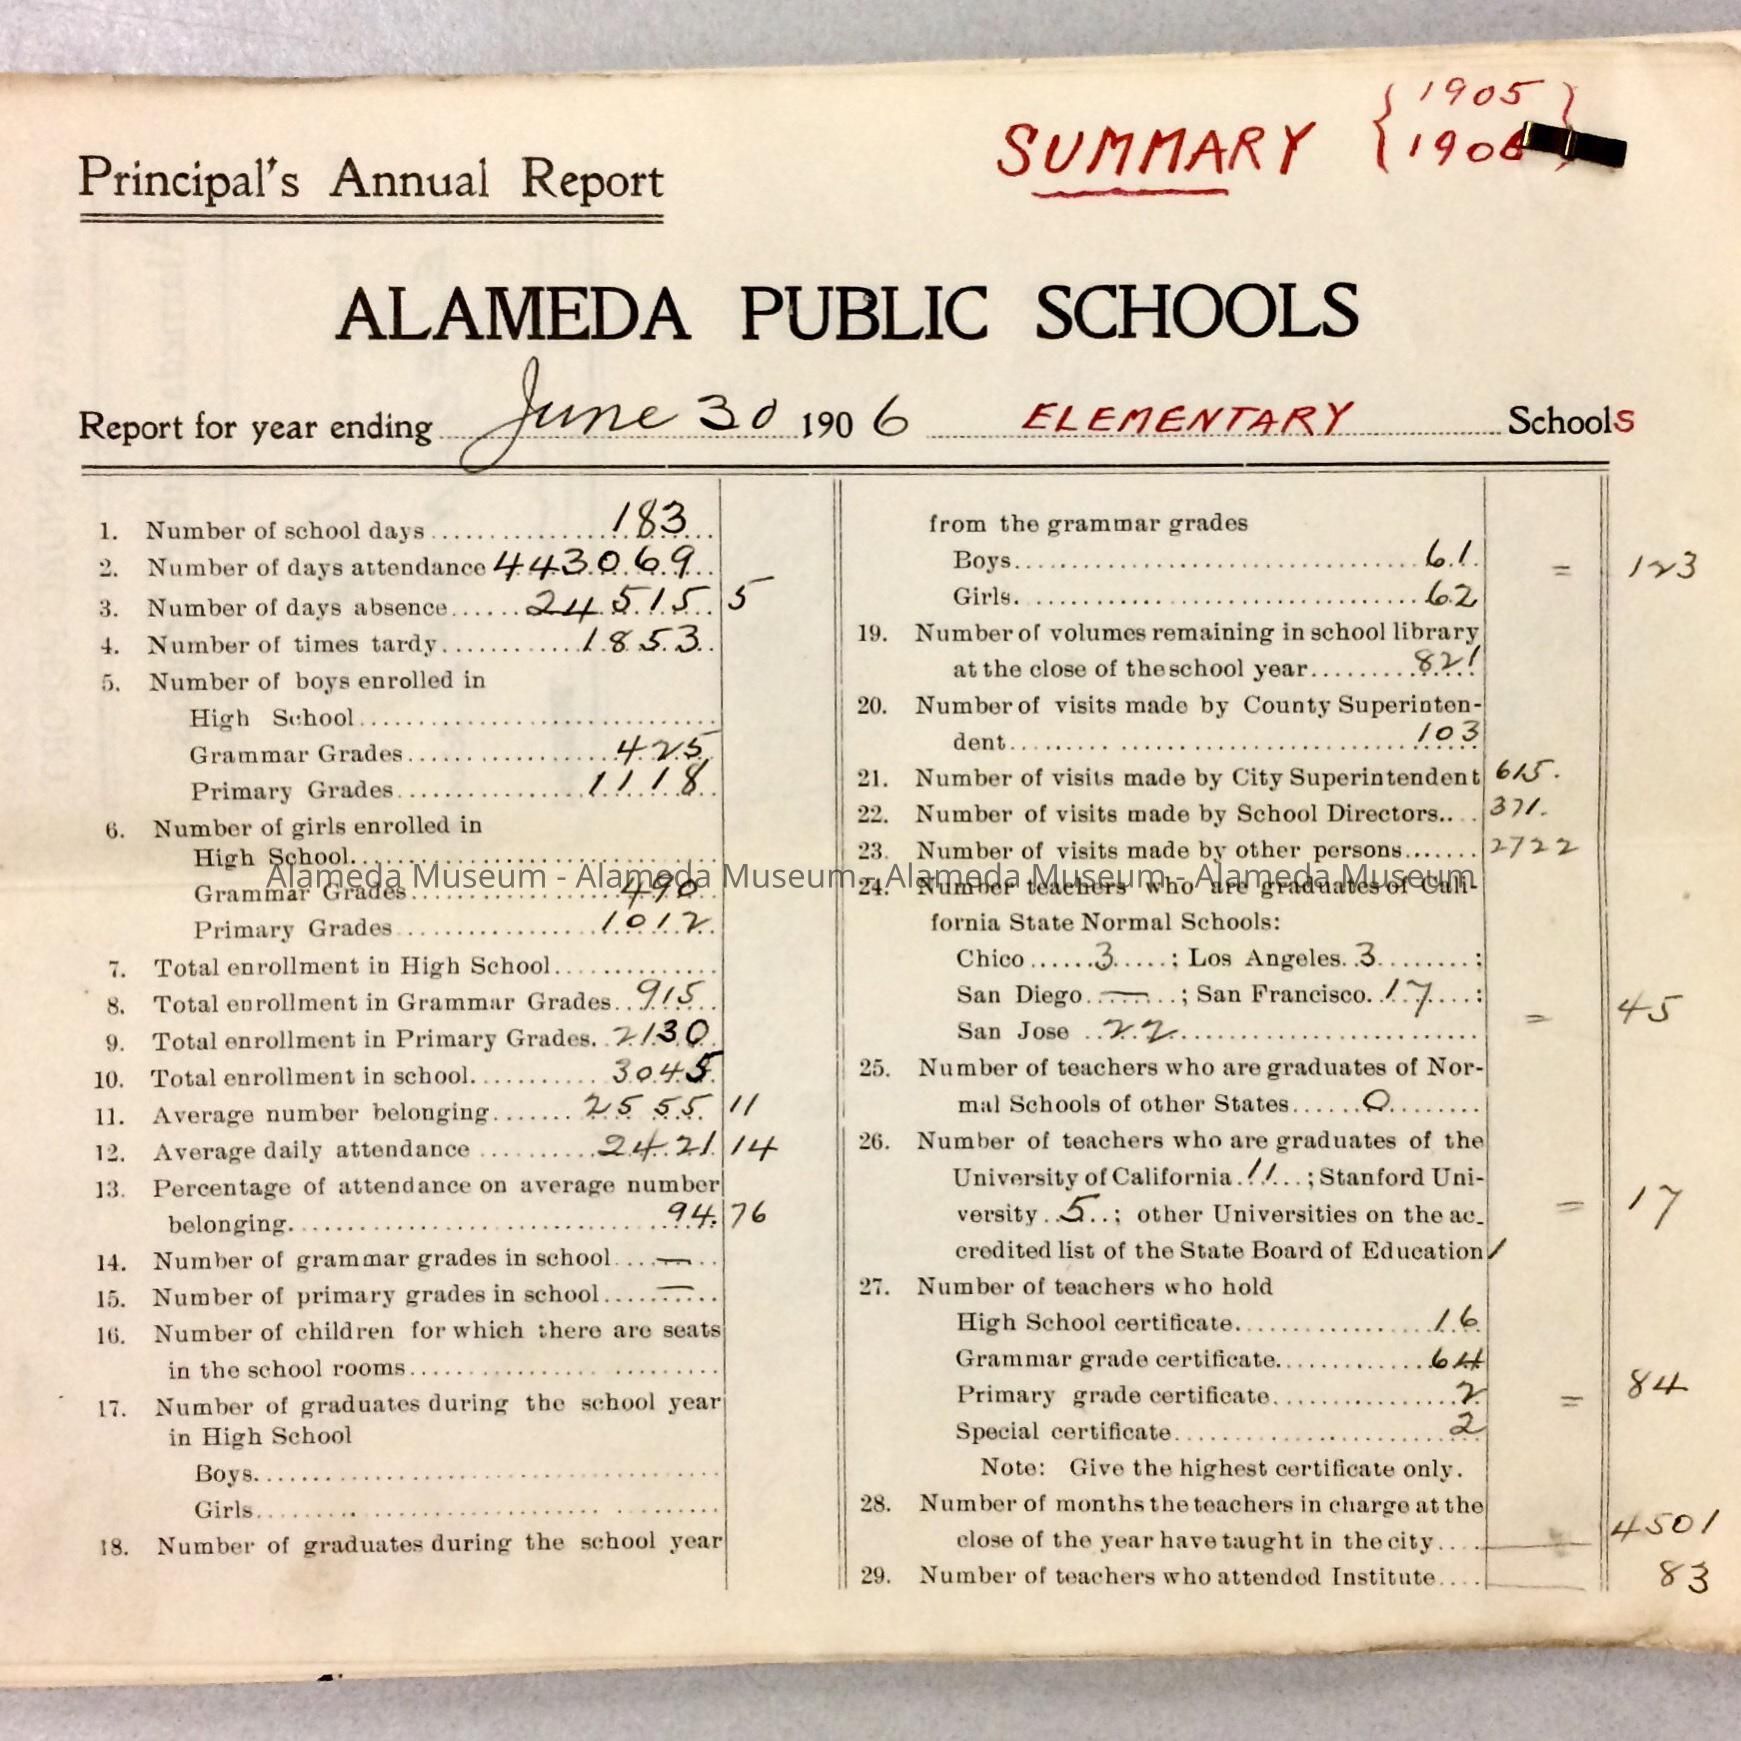 1905
SUMMARY { 1906 }
Principal's Annual Report
ALAMEDA PUBLIC SCHOOLS
Report for year ending June 30 1906 ELEMENTARY Schools
1. Number of school days 183
2. Number of days attendance 443069
3. Number of days absence 24515 5
4. Number of times tardy 1853
5. Number of boys enrolled in
High School
Grammar Grades 425
Primary Grades 1118
6. Number of girls enrolled in
High School
Alameda Museum - Alameda Museum - Alameda Museum - Alameda Museum
Grammar Grades 490
Primary Grades 1012
7. Total enrollment in High School
8. Total enrollment in Grammar Grades 915
9. Total enrollment in Primary Grades 2130
10. Total enrollment in school 3045
11. Average number belonging 2555 11
12. Average daily attendance 2421 14
13. Percentage of attendance on average number
belonging 94 76
14. Number of grammar grades in school —
15. Number of primary grades in school —
16. Number of children for which there are seats
in the school rooms
17. Number of graduates during the school year
in High School
Boys
Girls
18. Number of graduates during the school year
from the grammar grades
Boys 61 = 123
Girls 62
19. Number of volumes remaining in school library
at the close of the school year 821
20. Number of visits made by County Superinten-
dent 103
21. Number of visits made by City Superintendent 615.
22. Number of visits made by School Directors 371.
23. Number of visits made by other persons 2722
24. Number teachers who are graduates of Cali-
fornia State Normal Schools:
Chico 3 ; Los Angeles 3 ;
San Diego — ; San Francisco 17 ;
San Jose 22 = 45
25. Number of teachers who are graduates of Nor-
mal Schools of other States 0
26. Number of teachers who are graduates of the
University of California 11 ; Stanford Uni-
versity 5 ; other Universities on the ac- = 17
credited list of the State Board of Education 1
27. Number of teachers who hold
High School certificate 16
Grammar grade certificate 64
Primary grade certificate 2 = 84
Special certificate 2
Note: Give the highest certificate only.
28. Number of months the teachers in charge at the
close of the year have taught in the city 4501
29. Number of teachers who attended Institute 83